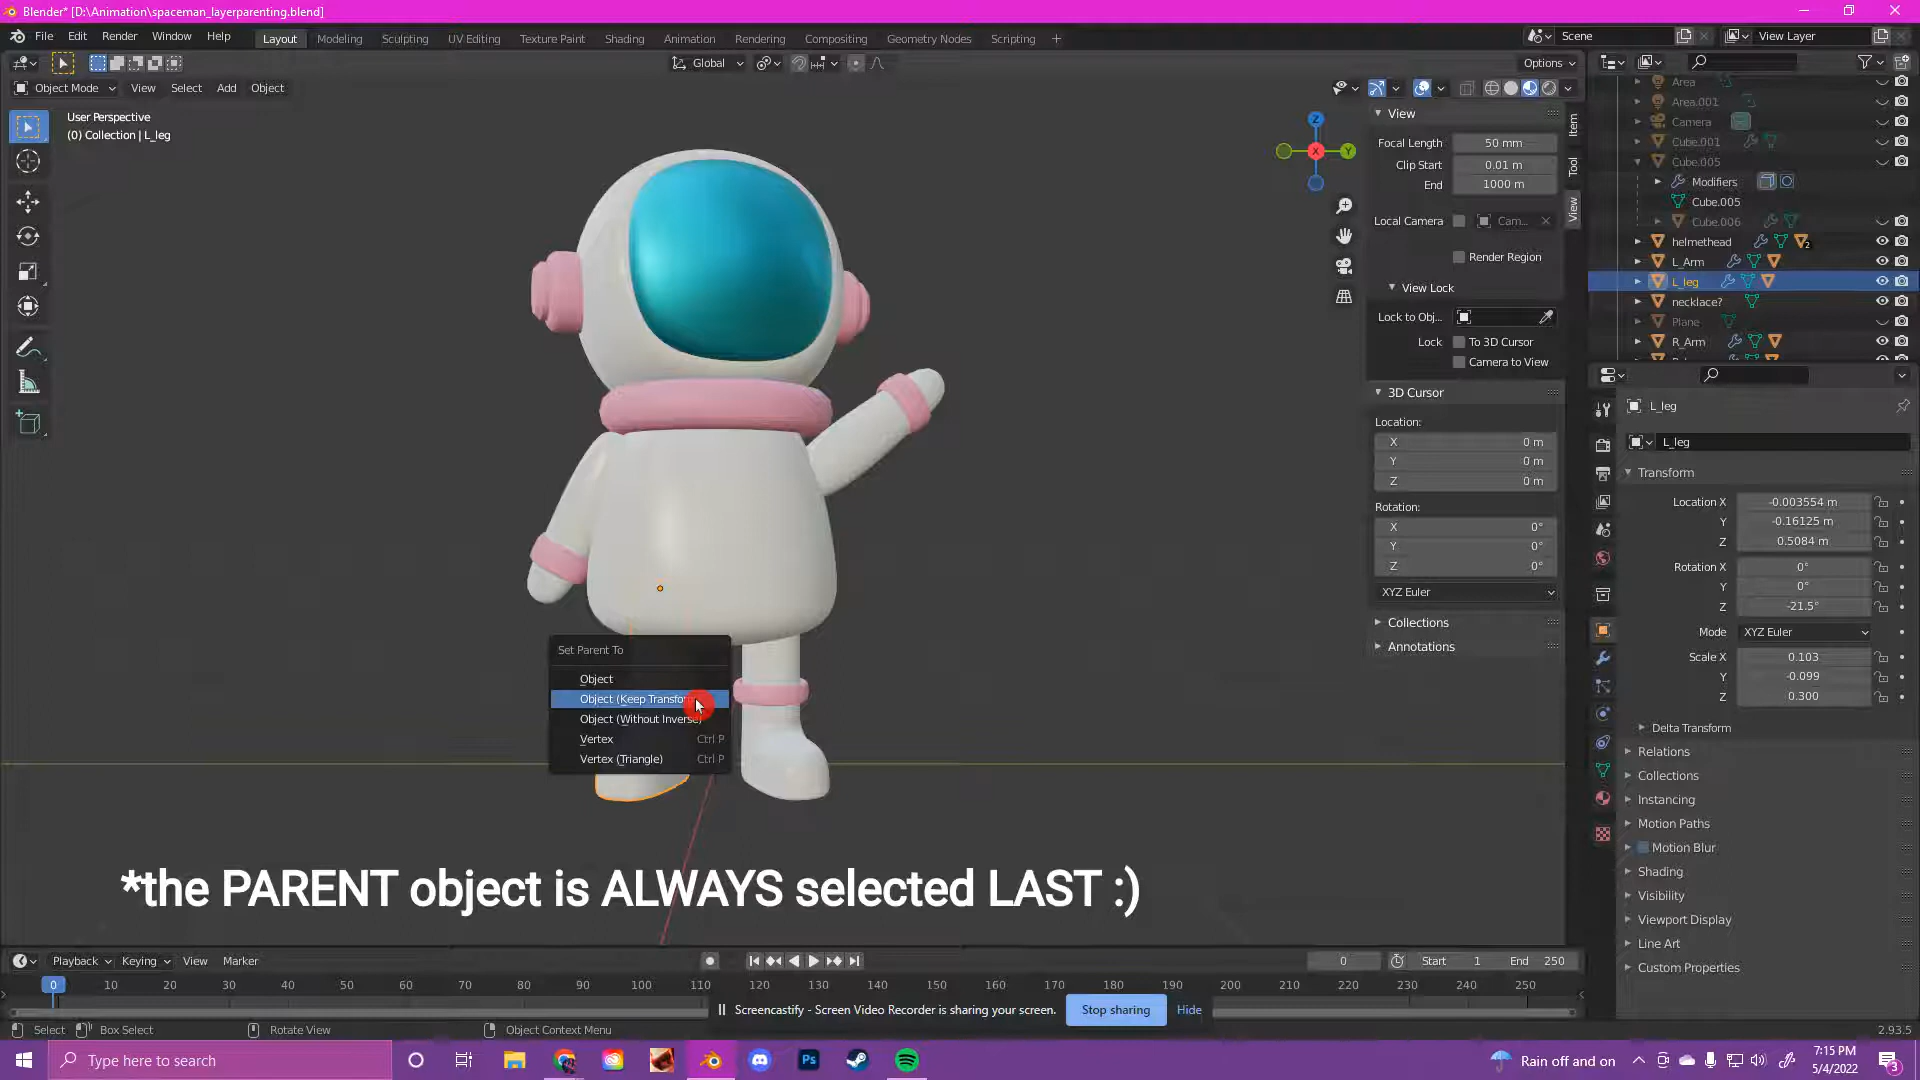 Blender* [D:\Animation\spaceman_layerparenting.blend]
File Edit Render Window Help
Layout Modeling Sculpting UV Editing Texture Paint Shading Animation Rendering Compositing Geometry Nodes Scripting +
Scene
View Layer
Global
Options
Object Mode View Select Add Object
User Perspective
(0) Collection | L_leg
Z
X
Y
View
Focal Length 50 mm
Clip Start 0.01 m
End 1000 m
Local Camera Cam...
Render Region
View Lock
Lock to Obj...
Lock To 3D Cursor
Camera to View
3D Cursor
Location:
X 0 m
Y 0 m
Z 0 m
Rotation:
X 0°
Y 0°
Z 0°
XYZ Euler
Collections
Annotations
Item
Tool
View
Area
Area.001
Camera
Cube.001
Cube.005
Modifiers
Cube.005
Cube.006
helmethead 2
L_Arm
L_leg
necklace?
Plane
R_Arm
L_leg
L_leg
Transform
Location X -0.003554 m
Y -0.16125 m
Z 0.5084 m
Rotation X 0°
Y 0°
Z -21.5°
Mode XYZ Euler
Scale X 0.103
Y -0.099
Z 0.300
Delta Transform
Relations
Collections
Instancing
Motion Paths
Motion Blur
Shading
Visibility
Viewport Display
Line Art
Custom Properties
Set Parent To
Object
Object (Keep Transfor
Object (Without Inverse)
Vertex Ctrl P
Vertex (Triangle) Ctrl P
*the PARENT object is ALWAYS selected LAST :)
Playback Keying View Marker
0 Start 1 End 250
0 10 20 30 40 50 60 70 80 90 100 110 120 130 140 150 160 170 180 190 200 210 220 230 240 250
Screencastify - Screen Video Recorder is sharing your screen. Stop sharing Hide
Select Box Select Rotate View Object Context Menu
2.93.5
Type here to search
Ps
Rain off and on
7:15 PM
5/4/2022
3